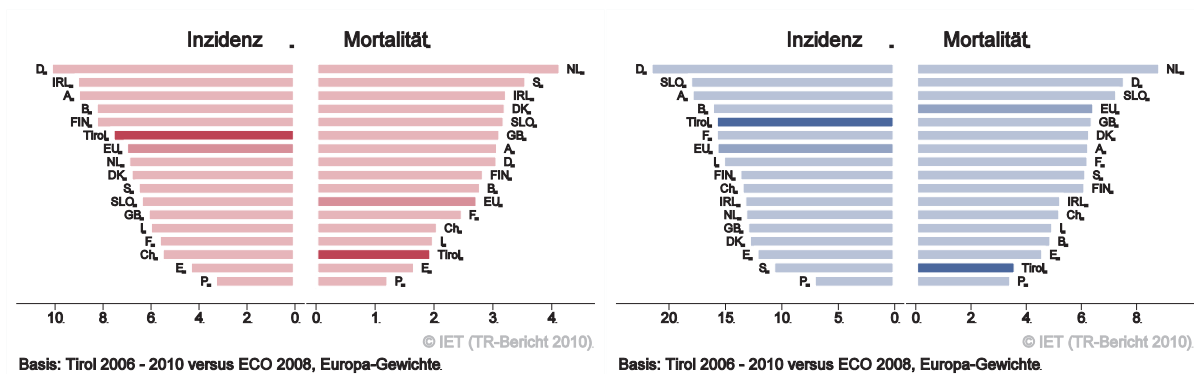 Inzidenz . Mortalität.
D. NL.
IRL. S.
A. IRL.
B. DK.
FIN. SLO.
Tirol. GB.
EU. A.
NL. D.
DK. FIN.
S. B.
SLO. EU.
GB. F.
I. Ch.
F. I.
Ch. Tirol.
E. E.
P. P.
10. 8. 6. 4. 2. 0. 0. 1. 2. 3. 4.
© IET (TR-Bericht 2010).
Basis: Tirol 2006 - 2010 versus ECO 2008, Europa-Gewichte.
Inzidenz . Mortalität.
D. NL.
SLO. D.
A. SLO.
B. EU.
Tirol. GB.
F. DK.
EU. A.
I. F.
FIN. S.
Ch. FIN.
IRL. IRL.
NL. Ch.
GB. I.
DK. B.
E. E.
S. Tirol.
P. P.
20. 15. 10. 5. 0. 0. 2. 4. 6. 8.
© IET (TR-Bericht 2010).
Basis: Tirol 2006 - 2010 versus ECO 2008, Europa-Gewichte.